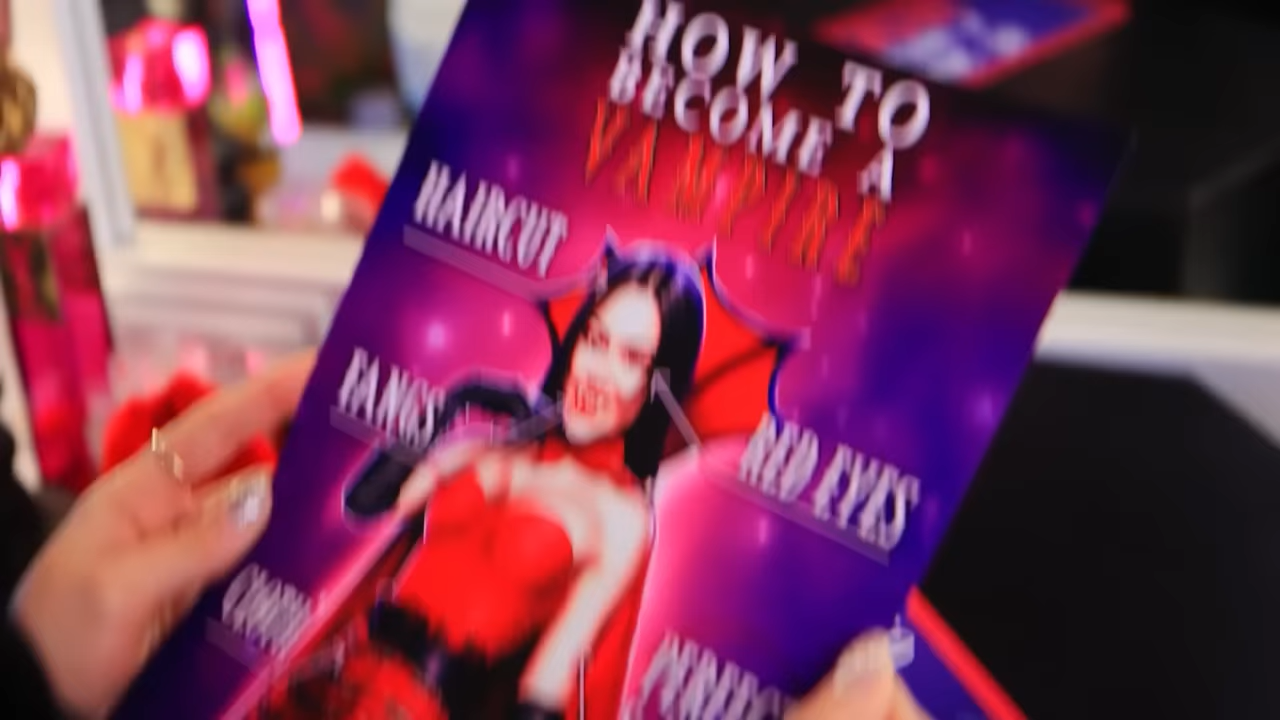 HOW TO
BECOME A
VAMPIRE
HAIRCUT
FANGS
RED EYES